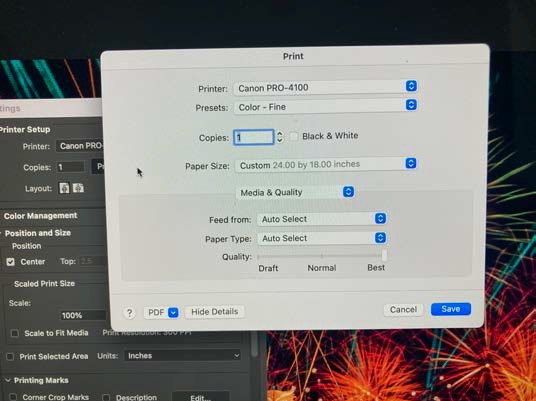 Print
Printer: Canon PRO-4100
Presets: Color - Fine
Copies: 1 Black & White
Paper Size: Custom 24.00 by 18.00 inches
Media & Quality
Feed from: Auto Select
Paper Type: Auto Select
Quality:
Draft Normal Best
? PDF Hide Details Cancel Save
tings
Printer Setup
Printer: Canon PRO-
Copies: 1 Pr
Layout:
Color Management
Position and Size
Position
Center Top: 2.5
Scaled Print Size
Scale:
100%
Scale to Fit Media Print Resolution: 300 PPI
Print Selected Area Units: Inches
Printing Marks
Corner Crop Marks Description Edit...